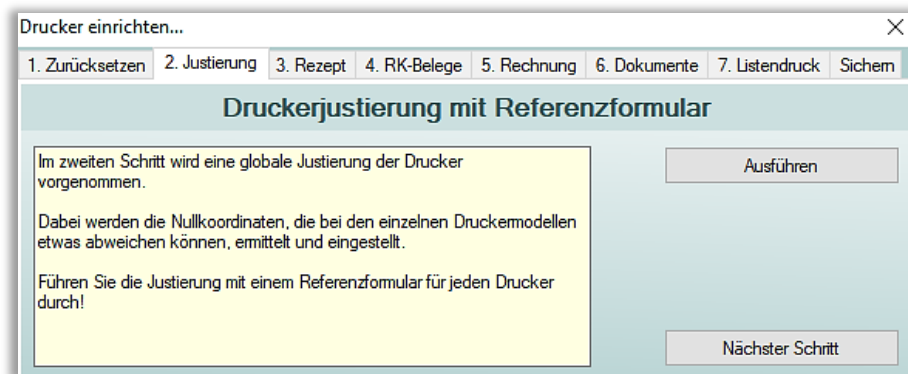 Drucker einrichten...
1. Zurücksetzen 2. Justierung 3. Rezept 4. RK-Belege 5. Rechnung 6. Dokumente 7. Listendruck Sichern
Druckerjustierung mit Referenzformular
Im zweiten Schritt wird eine globale Justierung der Drucker
vorgenommen.
Dabei werden die Nullkoordinaten, die bei den einzelnen Druckermodellen
etwas abweichen können, ermittelt und eingestellt.
Führen Sie die Justierung mit einem Referenzformular für jeden Drucker
durch!
Ausführen
Nächster Schritt